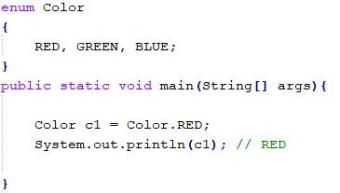 enum Color
{
RED, GREEN, BLUE;
}
public static void main(String[] args){
Color c1 = Color.RED;
System.out.println(c1); // RED
}